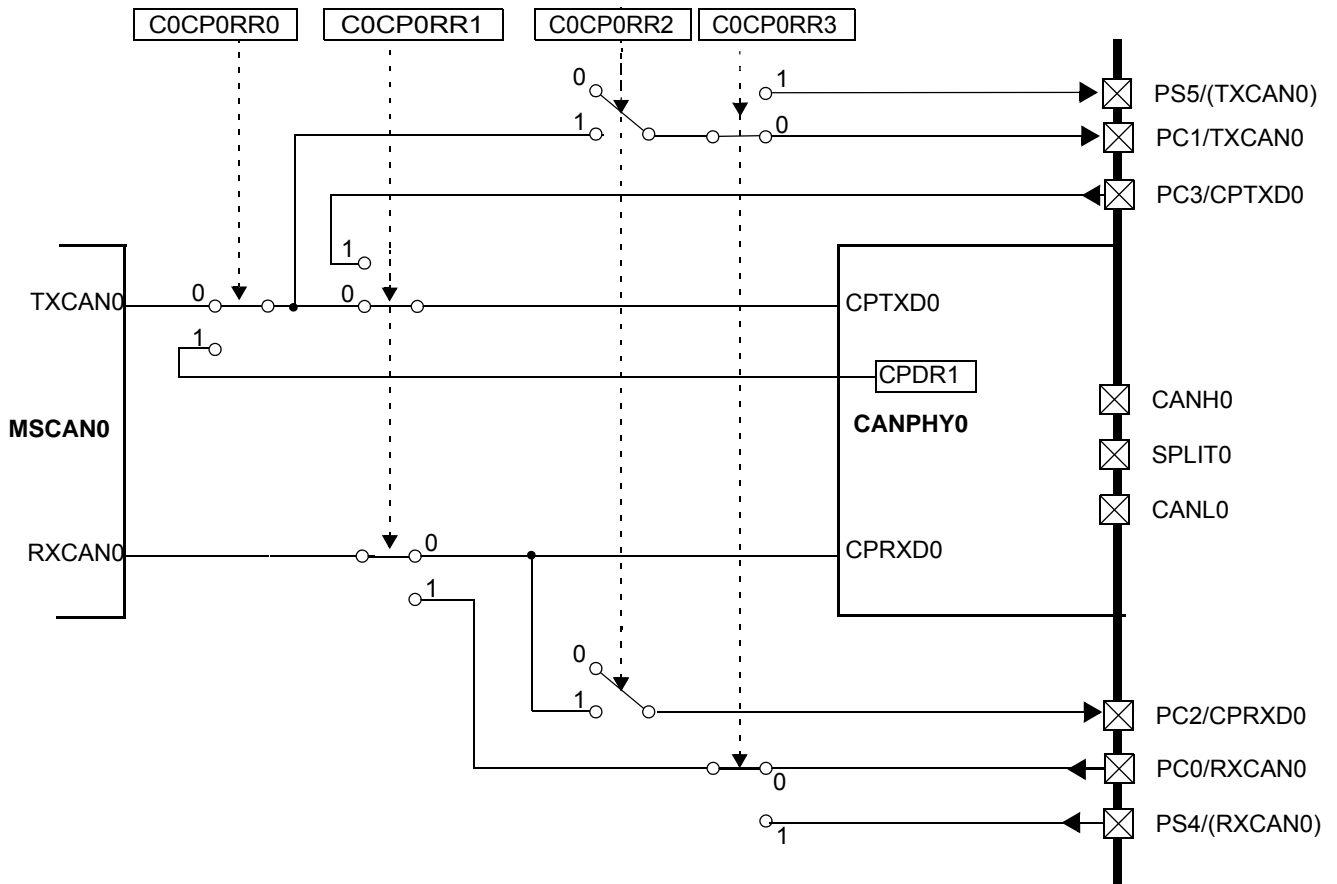 C0CP0RR0 C0CP0RR1 C0CP0RR2 C0CP0RR3
0 1
PS5/(TXCAN0)
1 0
PC1/TXCAN0
PC3/CPTXD0
1
TXCAN0 0 0 CPTXD0
1
CPDR1
MSCAN0
CANPHY0
CANH0
SPLIT0
CANL0
RXCAN0 0 CPRXD0
1
0
1
PC2/CPRXD0
0
PC0/RXCAN0
1
PS4/(RXCAN0)